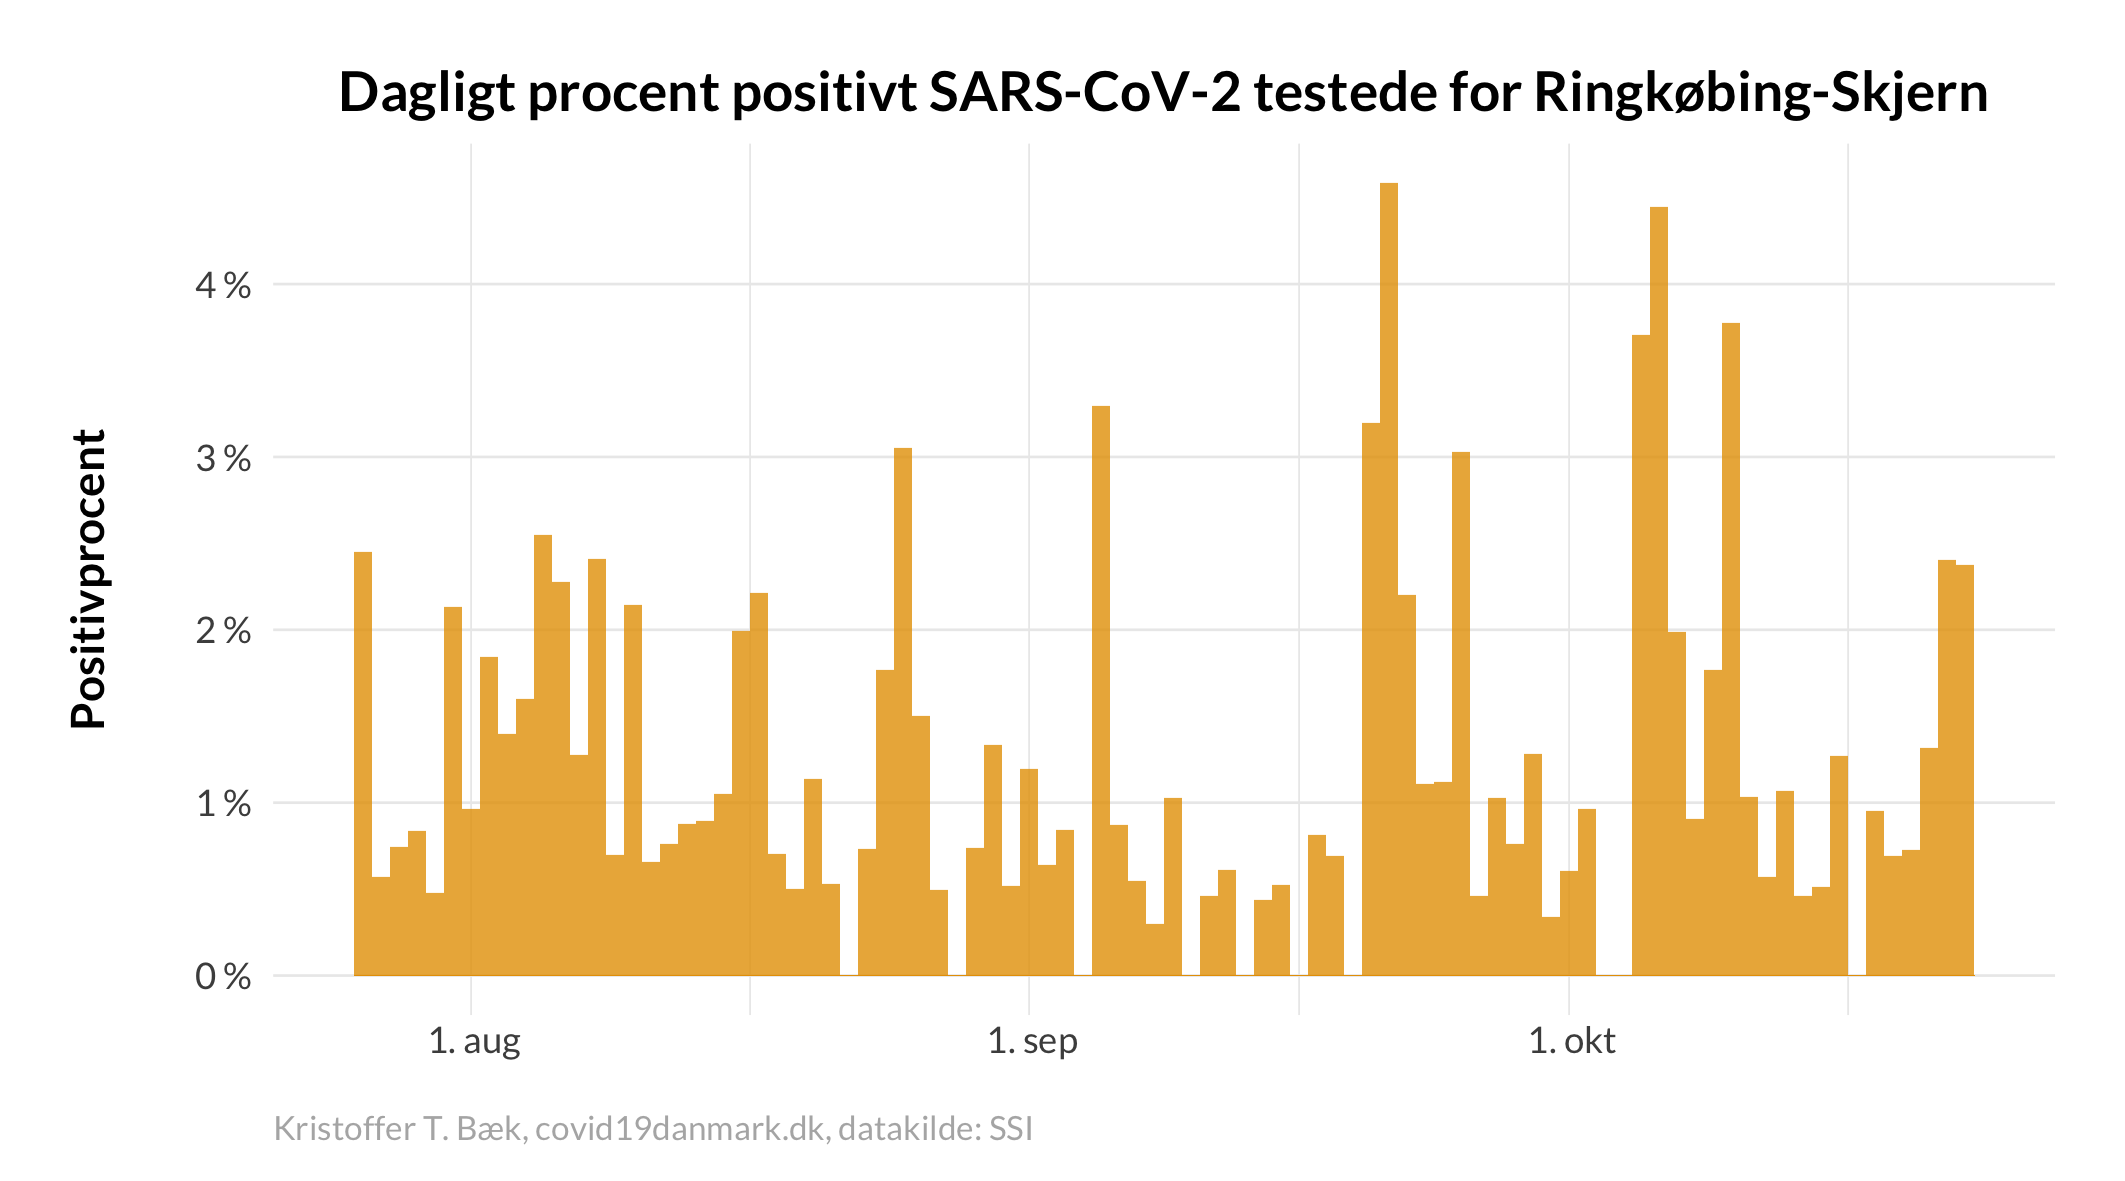 Dagligt procent positivt SARS-CoV-2 testede for Ringkøbing-Skjern
Positivprocent
4 %
3 %
2 %
1 %
0 %
1. aug
1. sep
1. okt
Kristoffer T. Bæk, covid19danmark.dk, datakilde: SSI